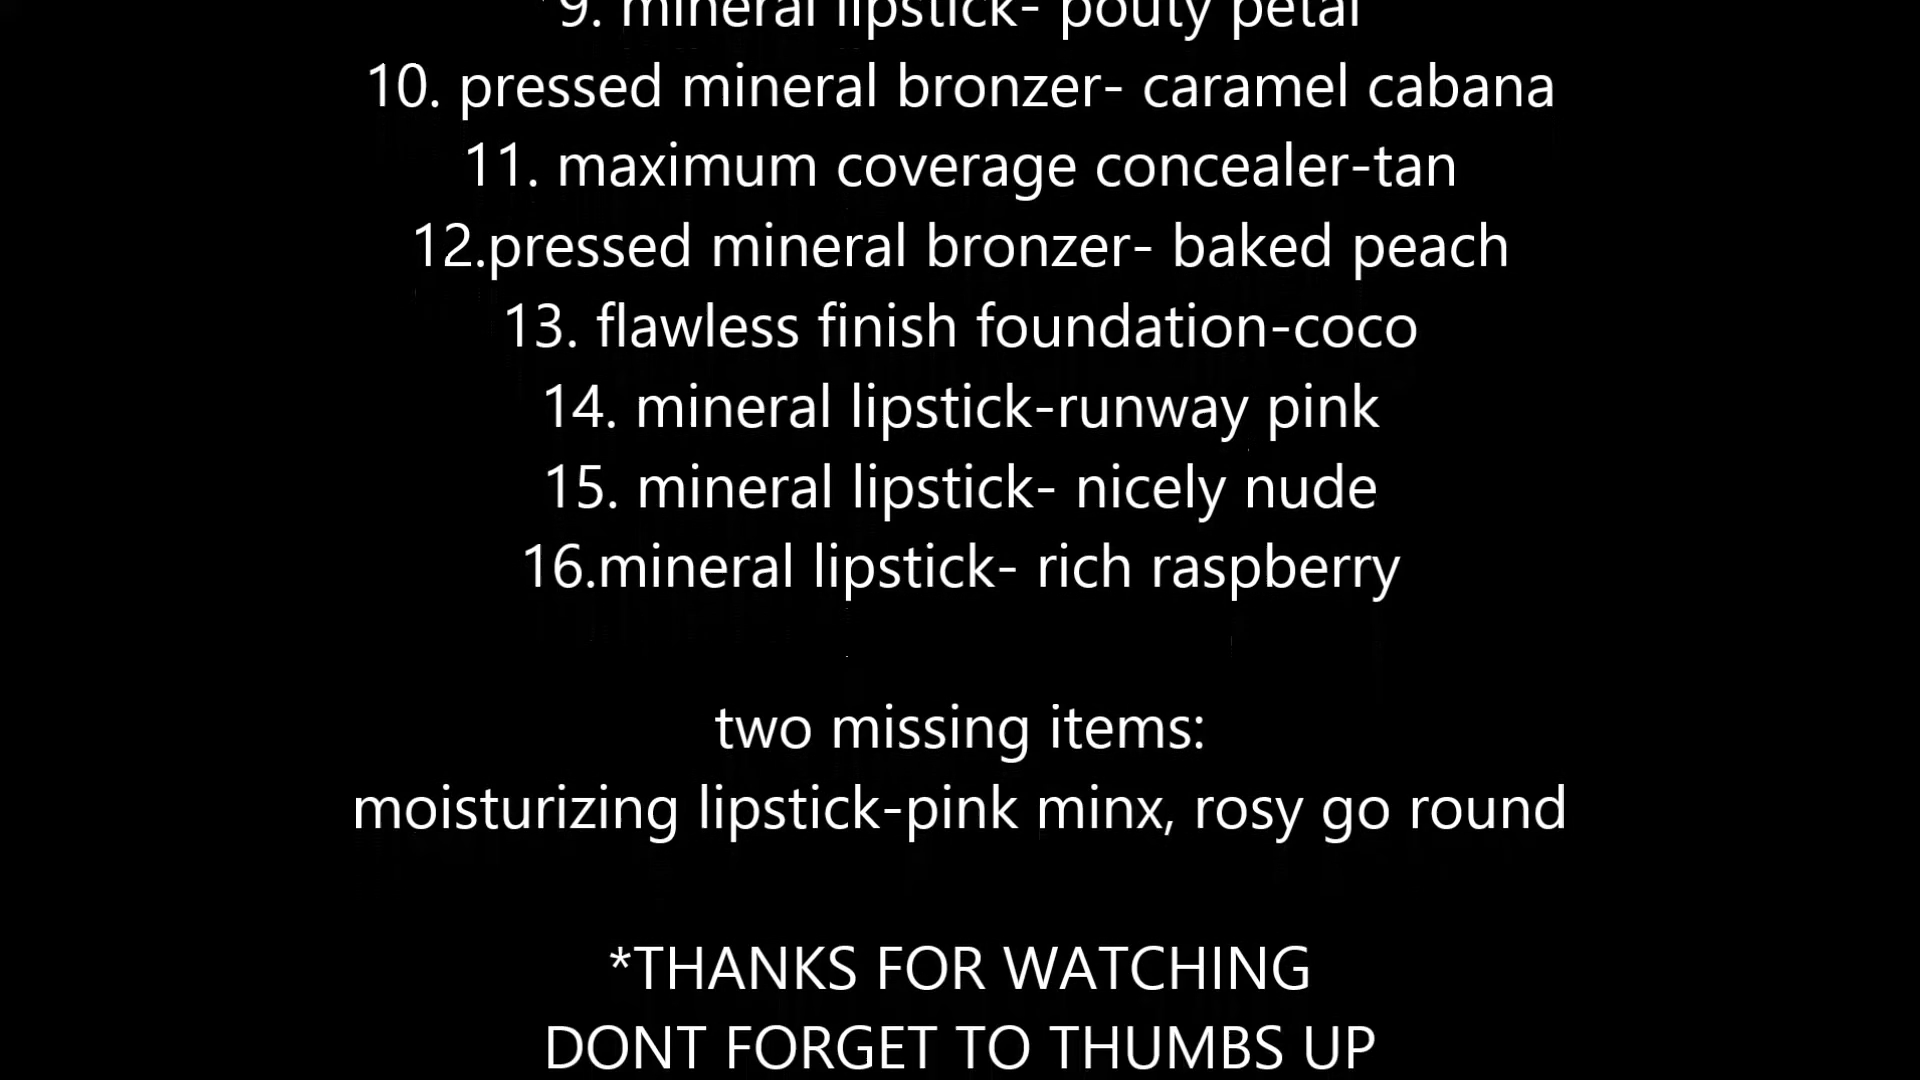 9. mineral lipstick- pouty petal
10. pressed mineral bronzer- caramel cabana
11. maximum coverage concealer-tan
12.pressed mineral bronzer- baked peach
13. flawless finish foundation-coco
14. mineral lipstick-runway pink
15. mineral lipstick- nicely nude
16.mineral lipstick- rich raspberry
two missing items:
moisturizing lipstick-pink minx, rosy go round
*THANKS FOR WATCHING
DONT FORGET TO THUMBS UP